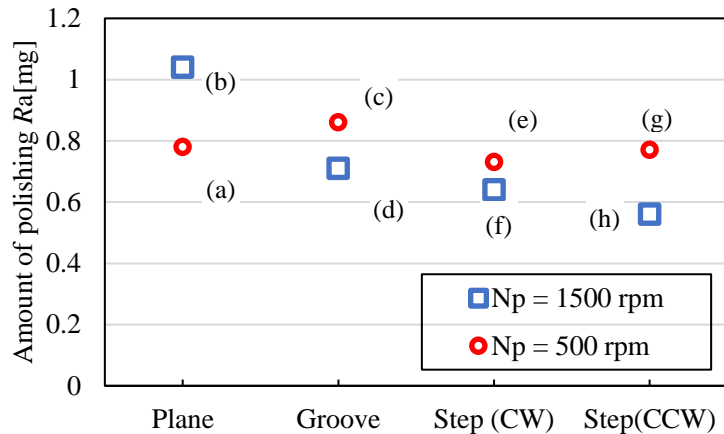 Amount of polishing Ra[mg]
1.2
1
0.8
0.6
0.4
0.2
0
(b)
(c)
(e)
(g)
(a)
(d)
(f)
(h)
Np = 1500 rpm
Np = 500 rpm
Plane
Groove
Step (CW)
Step(CCW)